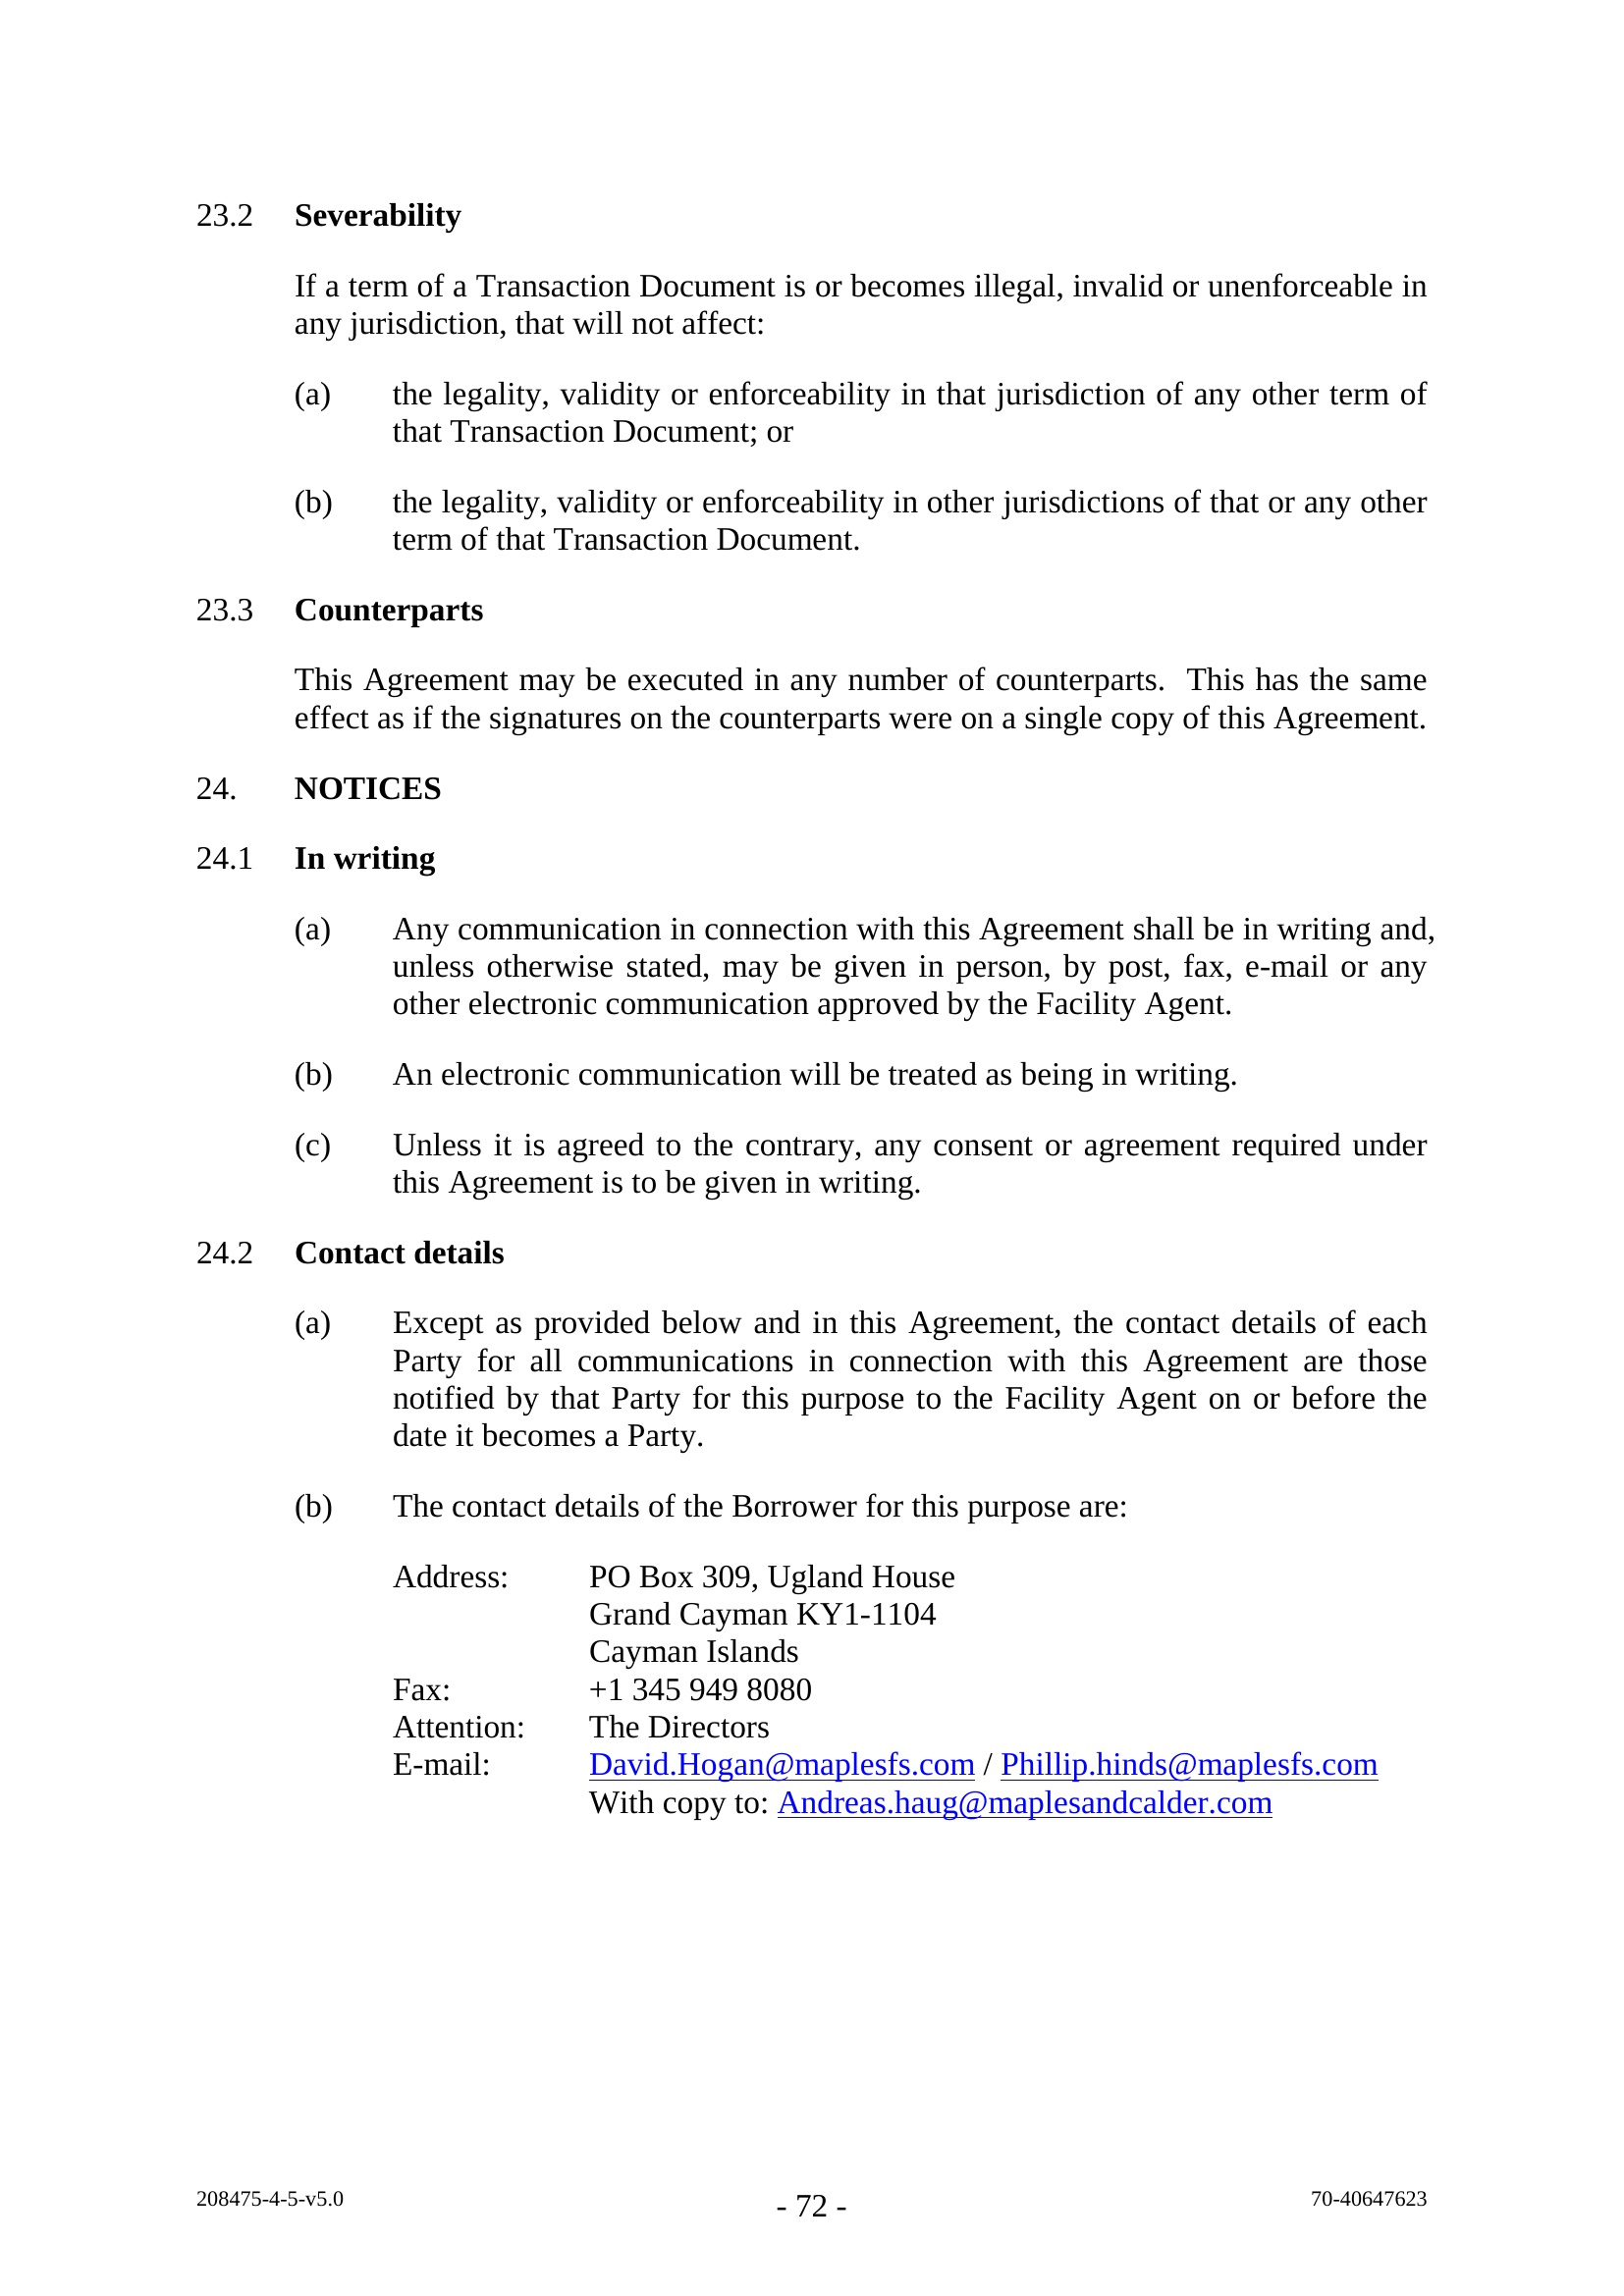 23.2 Severability
If a term of a Transaction Document is or becomes illegal, invalid or unenforceable in
any jurisdiction, that will not affect:
(a) the legality, validity or enforceability in that jurisdiction of any other term of
that Transaction Document; or
(b) the legality, validity or enforceability in other jurisdictions of that or any other
term of that Transaction Document.
23.3 Counterparts
This Agreement may be executed in any number of counterparts. This has the same
effect as if the signatures on the counterparts were on a single copy of this Agreement.
24. NOTICES
24.1 In writing
(a) Any communication in connection with this Agreement shall be in writing and,
unless otherwise stated, may be given in person, by post, fax, e-mail or any
other electronic communication approved by the Facility Agent.
(b) An electronic communication will be treated as being in writing.
(c) Unless it is agreed to the contrary, any consent or agreement required under
this Agreement is to be given in writing.
24.2 Contact details
(a) Except as provided below and in this Agreement, the contact details of each
Party for all communications in connection with this Agreement are those
notified by that Party for this purpose to the Facility Agent on or before the
date it becomes a Party.
(b) The contact details of the Borrower for this purpose are:
Address: PO Box 309, Ugland House
Grand Cayman KY1-1104
Cayman Islands
Fax: +1 345 949 8080
Attention: The Directors
E-mail: David.Hogan@maplesfs.com / Phillip.hinds@maplesfs.com
With copy to: Andreas.haug@maplesandcalder.com
208475-4-5-v5.0 - 72 - 70-40647623